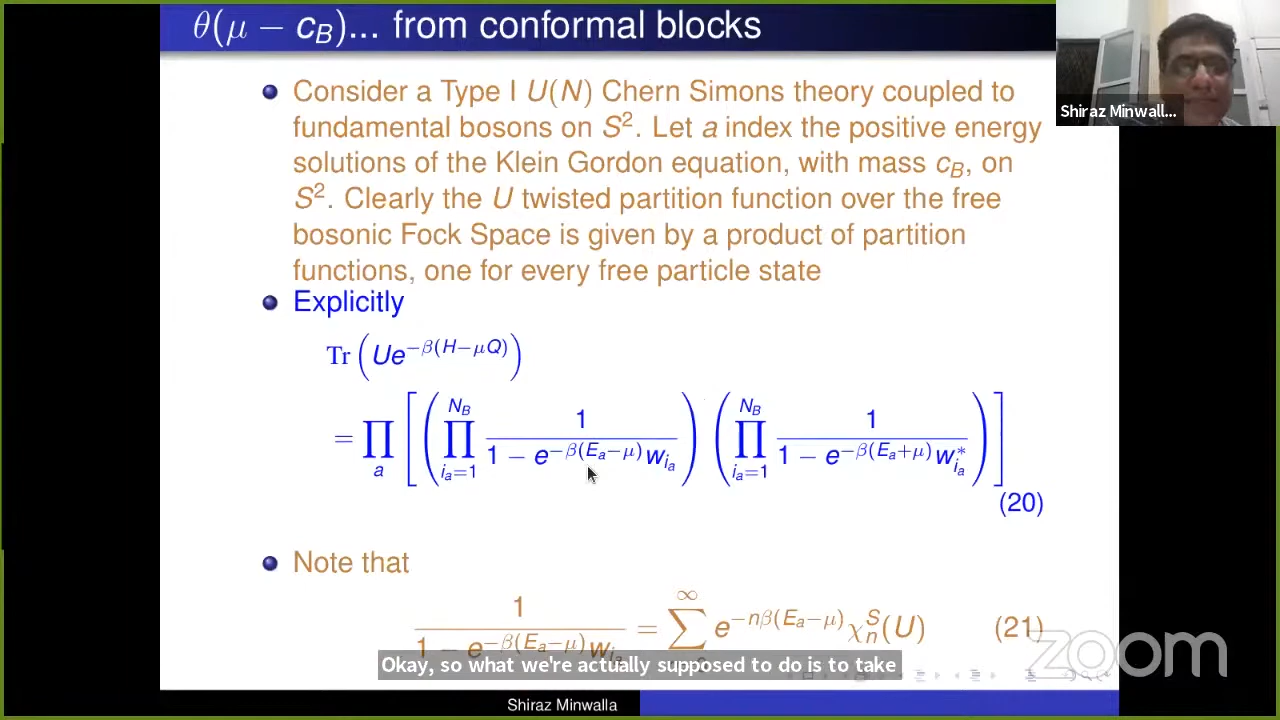 θ(μ − c_B)... from conformal blocks
Shiraz Minwall...
Consider a Type I U(N) Chern Simons theory coupled to
fundamental bosons on S². Let a index the positive energy
solutions of the Klein Gordon equation, with mass c_B, on
S². Clearly the U twisted partition function over the free
bosonic Fock Space is given by a product of partition
functions, one for every free particle state
Explicitly
Tr (Ue^{−β(H−μQ)})
= ∏_a [(∏_{i_a=1}^{N_B} 1 / (1 − e^{−β(E_a−μ)} w_{i_a})) (∏_{i_a=1}^{N_B} 1 / (1 − e^{−β(E_a+μ)} w*_{i_a}))]
(20)
Note that
1 / (1 − e^{−β(E_a−μ)} w_{i_a}) = ∑^∞ e^{−nβ(E_a−μ)} χ_n^S(U) (21)
Okay, so what we're actually supposed to do is to take
zoom
Shiraz Minwalla